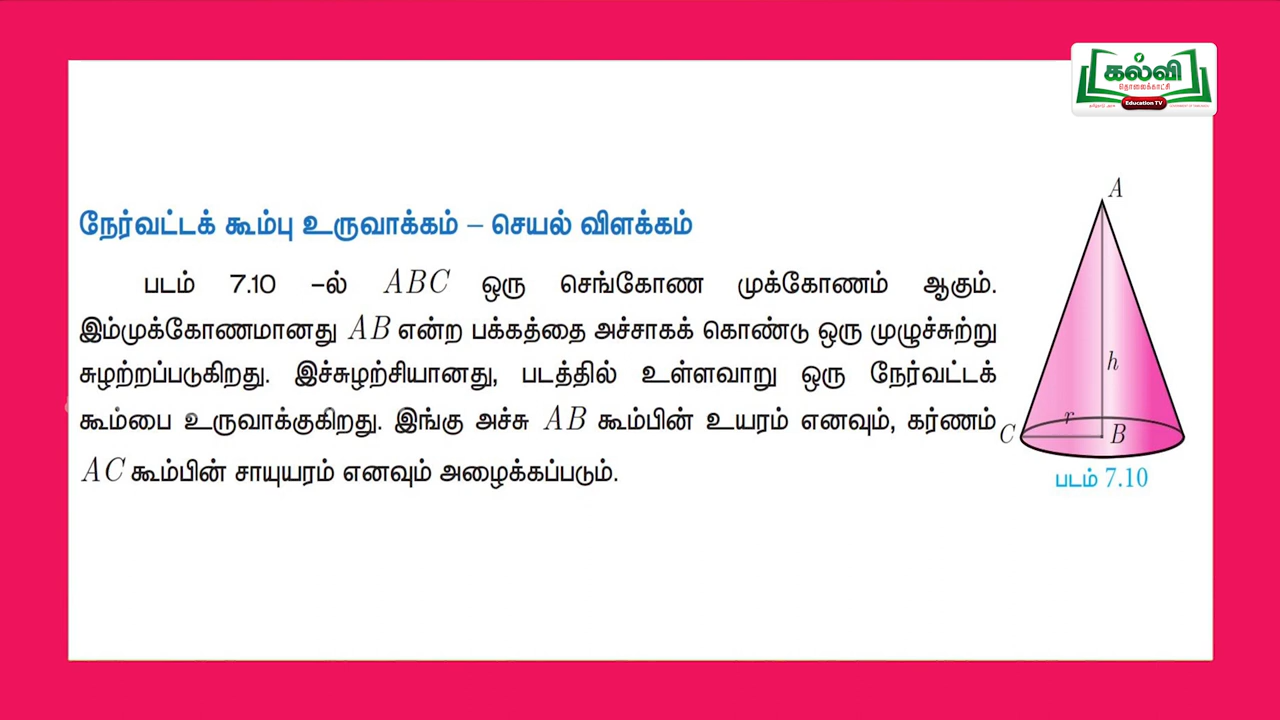 கல்வி
தொலைக்காட்சி
Education TV
நேர்வட்டக் கூம்பு உருவாக்கம் – செயல் விளக்கம்
படம் 7.10 –ல் ABC ஒரு செங்கோண முக்கோணம் ஆகும்.
இம்முக்கோணமானது AB என்ற பக்கத்தை அச்சாகக் கொண்டு ஒரு முழுச்சுற்று
சுழற்றப்படுகிறது. இச்சுழற்சியானது, படத்தில் உள்ளவாறு ஒரு நேர்வட்டக்
கூம்பை உருவாக்குகிறது. இங்கு அச்சு AB கூம்பின் உயரம் எனவும், கர்ணம்
AC கூம்பின் சாயுயரம் எனவும் அழைக்கப்படும்.
A
h
r
C
B
படம் 7.10